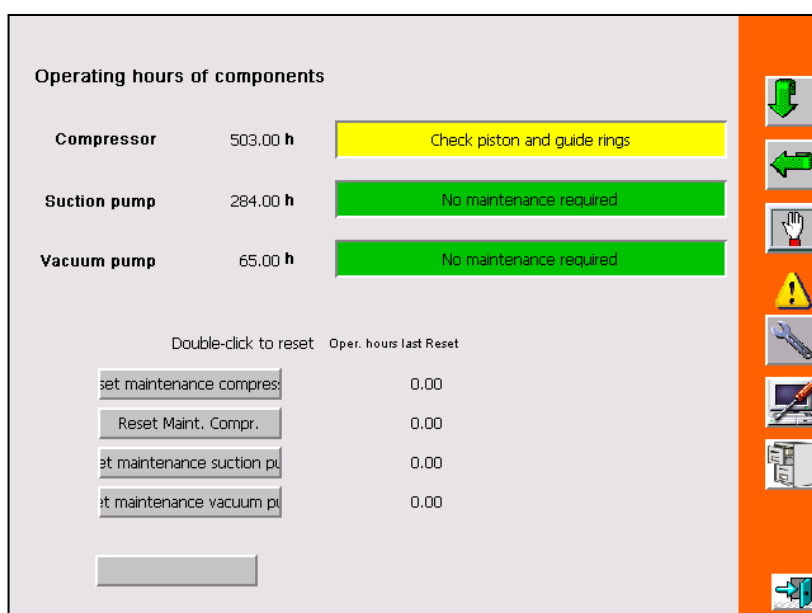 Operating hours of components
Compressor 503.00 h Check piston and guide rings
Suction pump 284.00 h No maintenance required
Vacuum pump 65.00 h No maintenance required
Double-click to reset Oper. hours last Reset
set maintenance compres 0.00
Reset Maint. Compr. 0.00
et maintenance suction pu 0.00
et maintenance vacuum pu 0.00